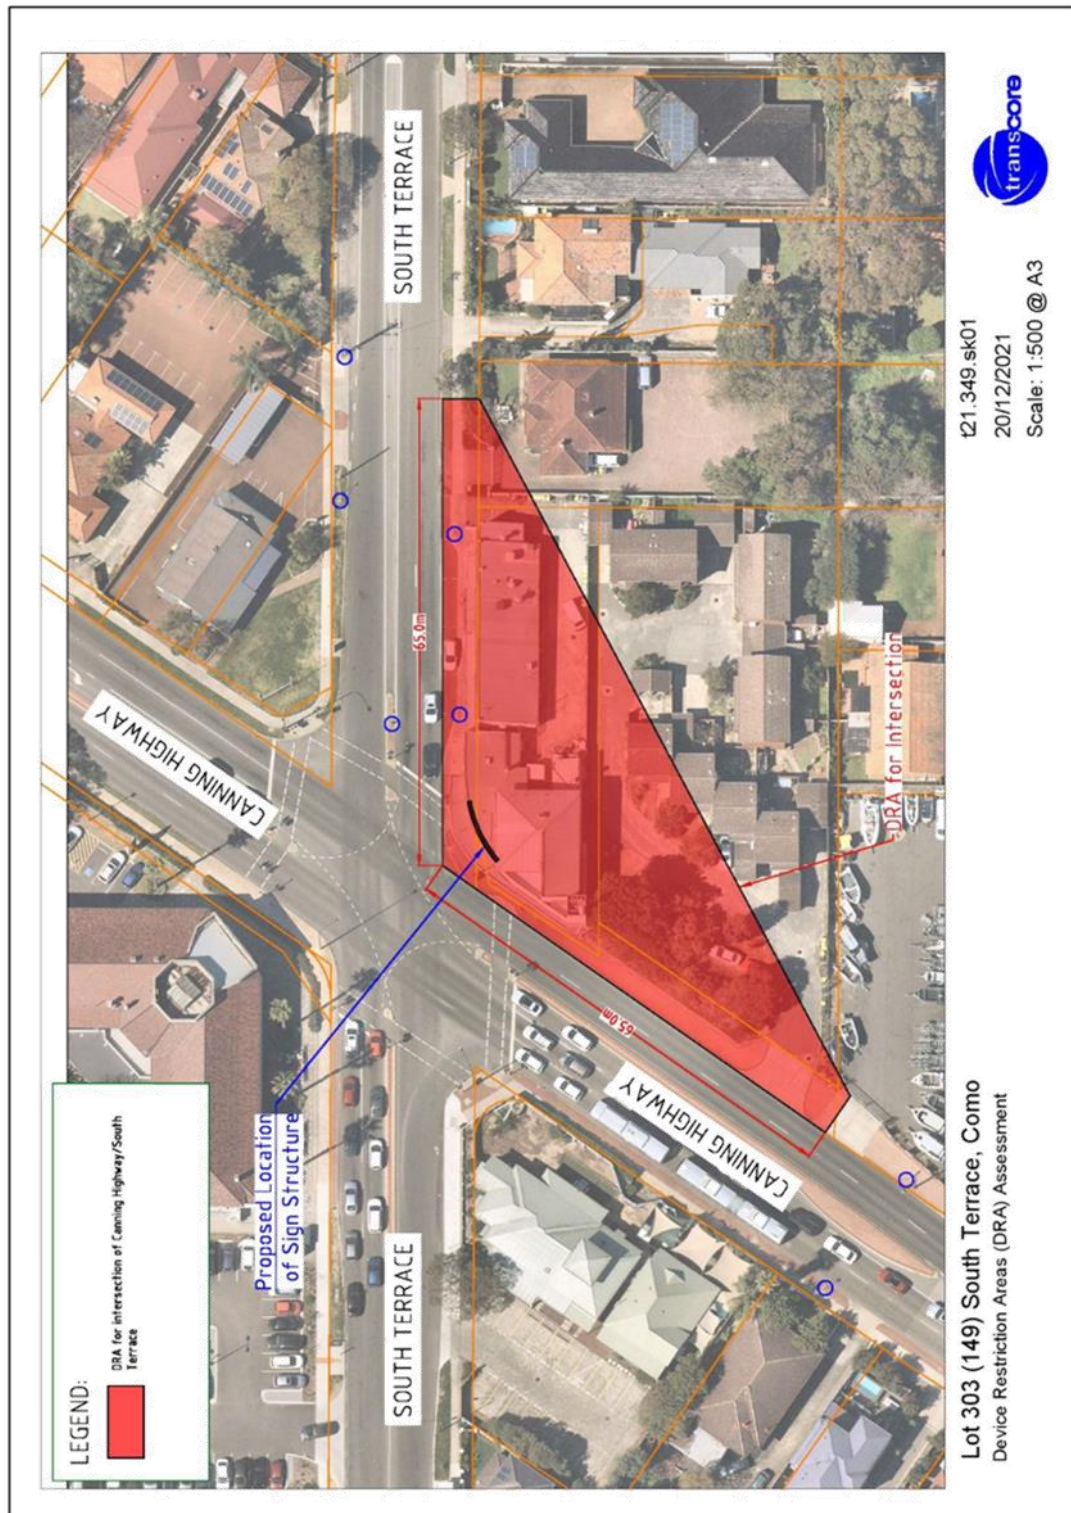 LEGEND:
DRA for intersection of Canning Highway/South
Terrace
Proposed Location
of Sign Structure
CANNING HIGHWAY
SOUTH TERRACE
SOUTH TERRACE
CANNING HIGHWAY
65.0m
65.0m
DRA for Intersection
Lot 303 (149) South Terrace, Como
Device Restriction Areas (DRA) Assessment
t21.349.sk01
20/12/2021
Scale: 1:500 @ A3
transcore